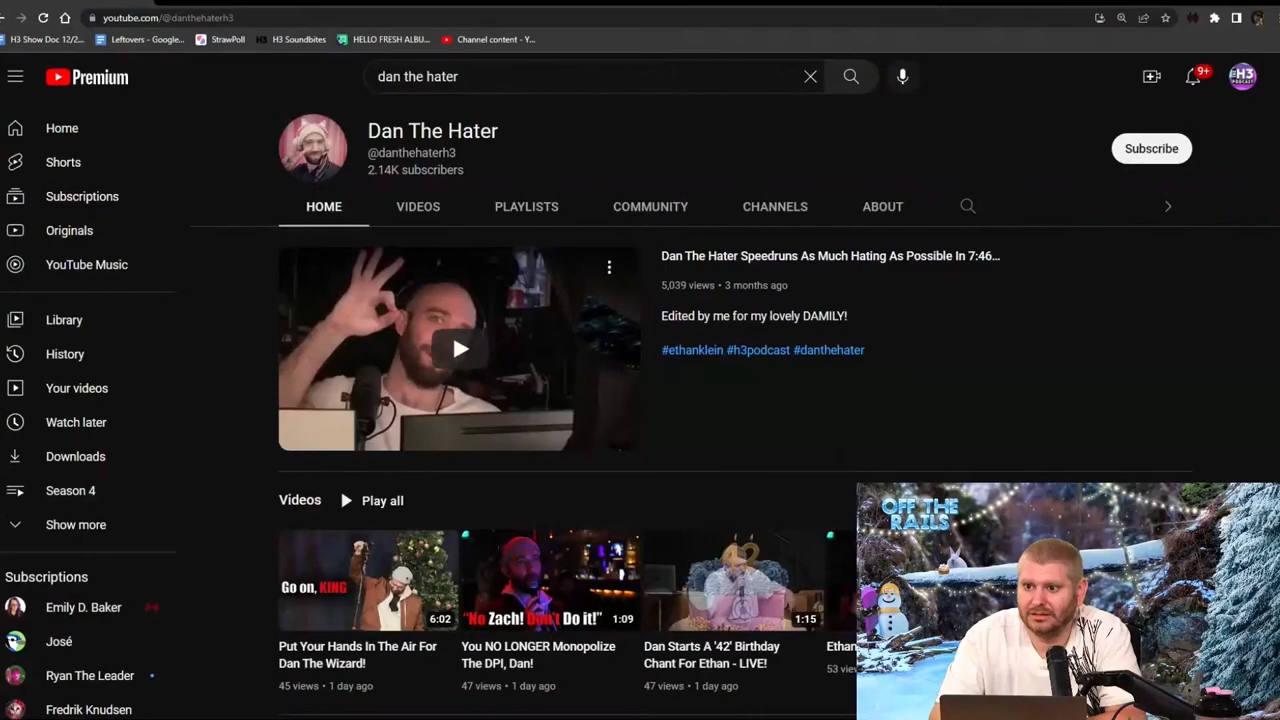 youtube.com/@danthehaterh3
H3 Show Doc 12/2...
Leftovers - Google...
StrawPoll
H3 Soundbites
HELLO FRESH ALBU...
Channel content - Y...
Premium
dan the hater
9+
Home
Shorts
Subscriptions
Originals
YouTube Music
Library
History
Your videos
Watch later
Downloads
Season 4
Show more
Subscriptions
Emily D. Baker
José
Ryan The Leader
Fredrik Knudsen
Dan The Hater
@danthehaterh3
2.14K subscribers
Subscribe
HOME
VIDEOS
PLAYLISTS
COMMUNITY
CHANNELS
ABOUT
Dan The Hater Speedruns As Much Hating As Possible In 7:46...
5,039 views • 3 months ago
Edited by me for my lovely DAMILY!
#ethanklein #h3podcast #danthehater
Videos
Play all
Go on, KING
6:02
Put Your Hands In The Air For
Dan The Wizard!
45 views • 1 day ago
"No Zach! Don't Do it!"
1:09
You NO LONGER Monopolize
The DPI, Dan!
47 views • 1 day ago
1:15
Dan Starts A '42' Birthday
Chant For Ethan - LIVE!
47 views • 1 day ago
Ethan
53 vie
OFF THE
RAILS